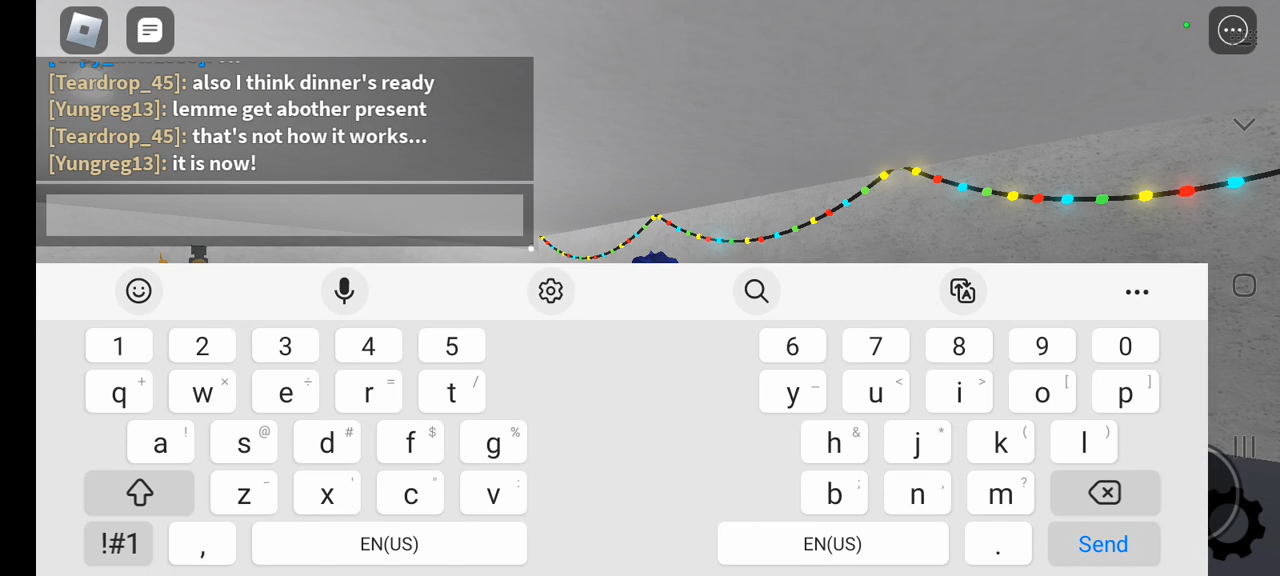 [Teardrop_45]: also I think dinner's ready
[Yungreg13]: lemme get abother present
[Teardrop_45]: that's not how it works...
[Yungreg13]: it is now!
1 2 3 4 5 6 7 8 9 0
q + w × e ÷ r = t / y _ u < i > o [ p ]
a ! s @ d # f $ g % h & j * k ( l )
z - x ' c " v : b ; n , m ?
!#1 , EN(US) EN(US) . Send